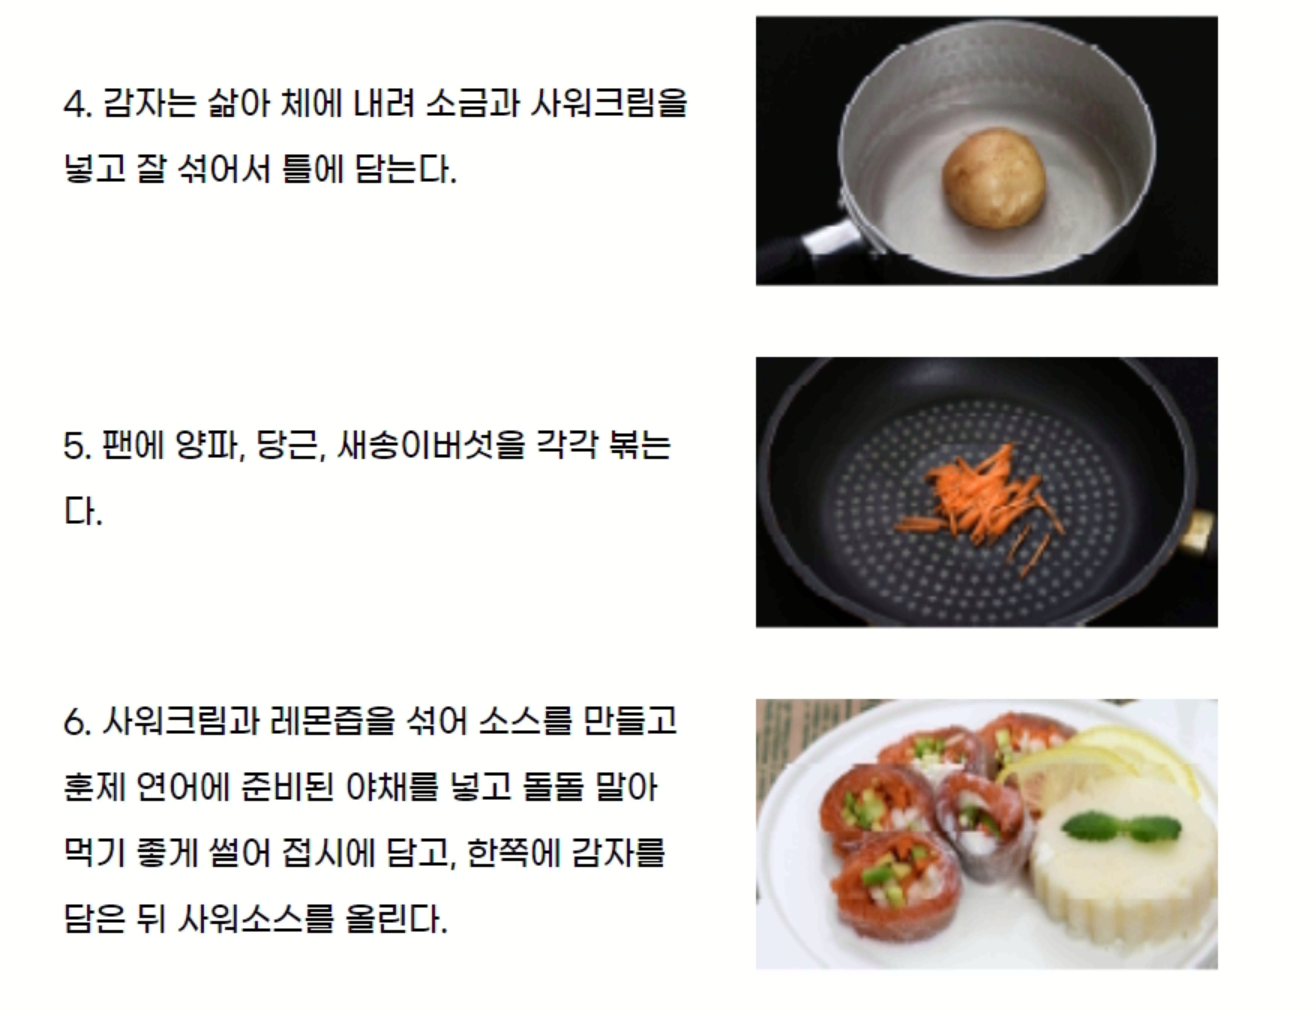 4. 감자는 삶아 체에 내려 소금과 사워크림을
넣고 잘 섞어서 틀에 담는다.
5. 팬에 양파, 당근, 새송이버섯을 각각 볶는
다.
6. 사워크림과 레몬즙을 섞어 소스를 만들고
훈제 연어에 준비된 야채를 넣고 돌돌 말아
먹기 좋게 썰어 접시에 담고, 한쪽에 감자를
담은 뒤 사워소스를 올린다.